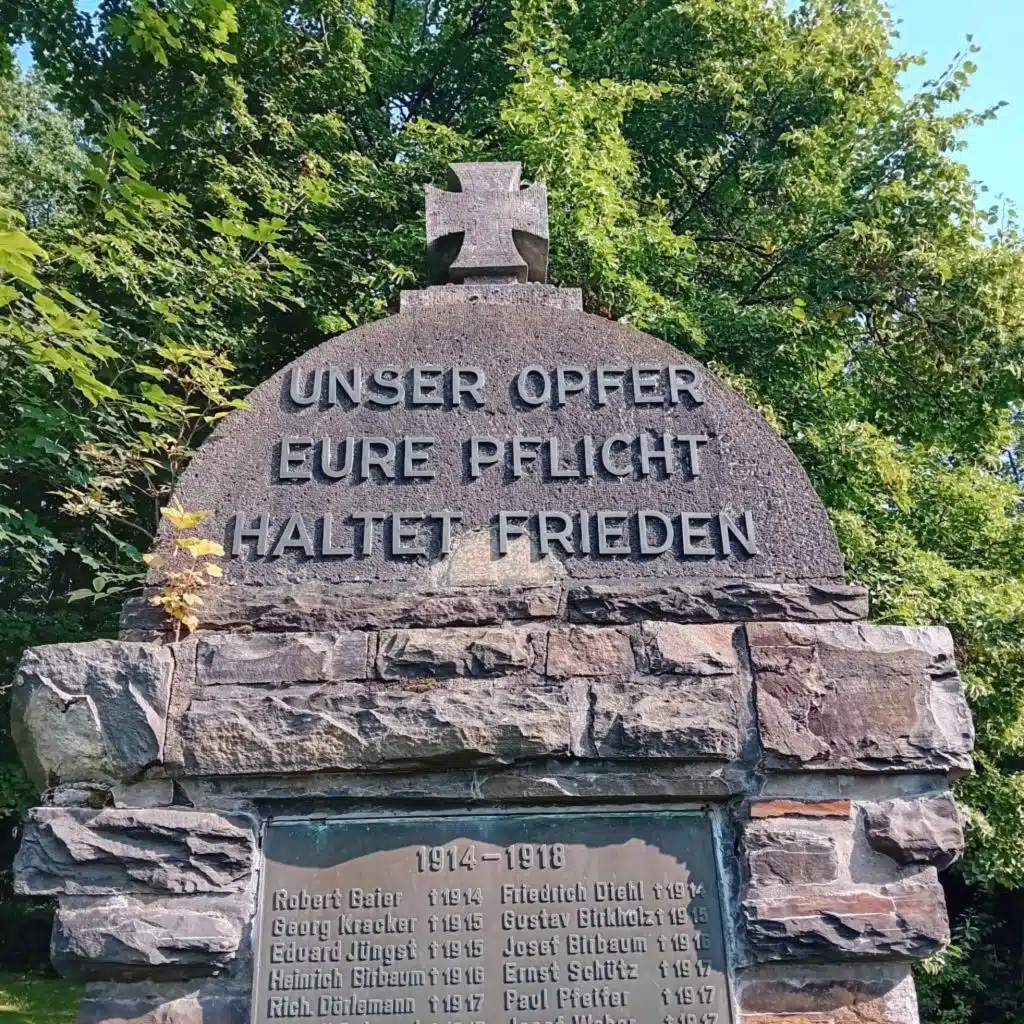 UNSER OPFER
EURE PFLICHT
HALTET FRIEDEN
1914–1918
Robert Baier †1914 Friedrich Diehl †1914
Georg Kracker †1915 Gustav Birkholz †1915
Eduard Jüngst †1915 Josef Birbaum †1916
Heinrich Birbaum †1916 Ernst Schütz †1917
Rich. Dörlemann †1917 Paul Pfeifer †1917